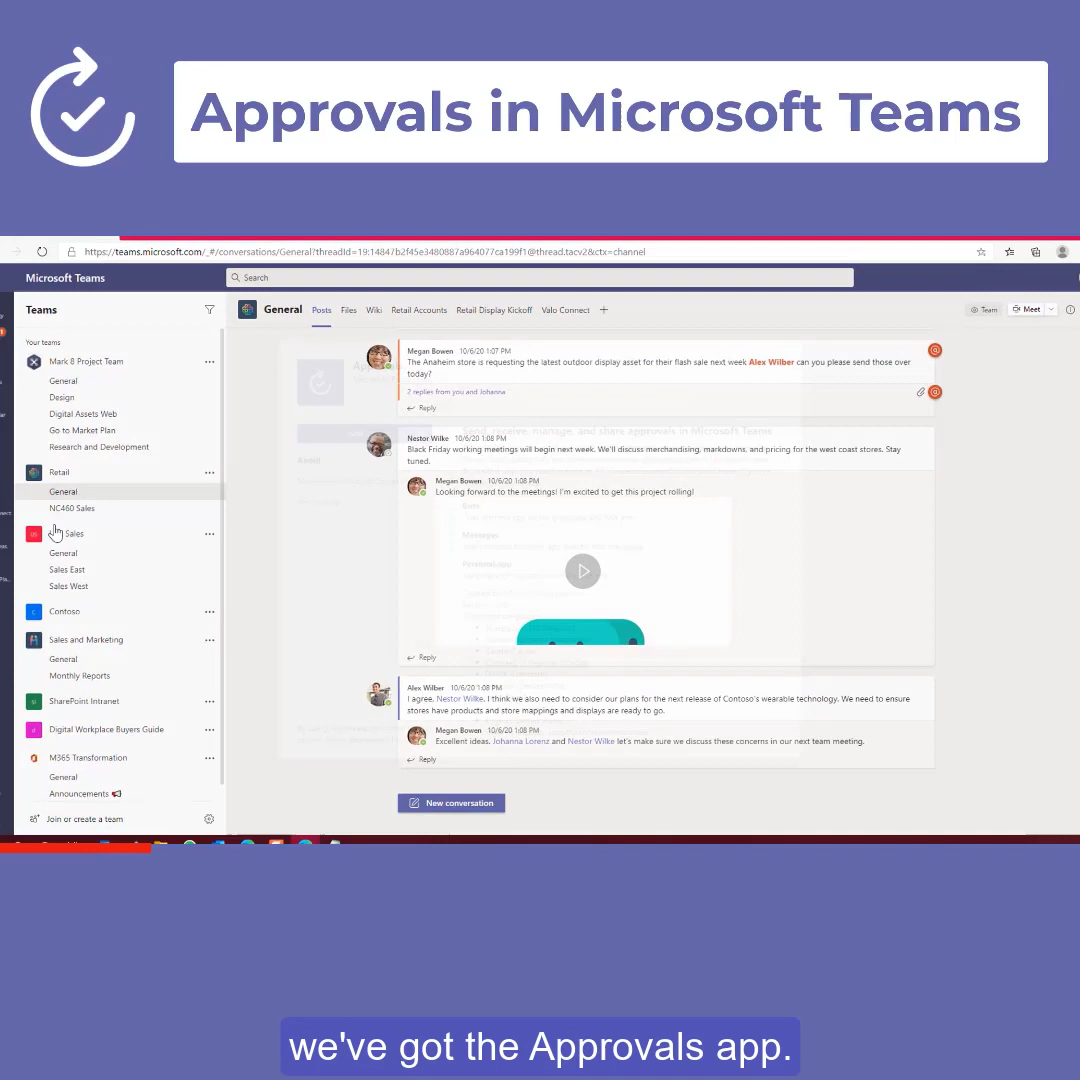 Approvals in Microsoft Teams
https://teams.microsoft.com/_#/conversations/General?threadId=19:14847b2f45e3480887a964077ca199f1@thread.tacv2&ctx=channel
Microsoft Teams
Search
Teams
General Posts Files Wiki Retail Accounts Retail Display Kickoff Valo Connect
Team
Meet
Your teams
Mark 8 Project Team
General
Design
Digital Assets Web
Go to Market Plan
Research and Development
Retail
General
NC460 Sales
Sales
General
Sales East
Sales West
Contoso
Sales and Marketing
General
Monthly Reports
SharePoint Intranet
Digital Workplace Buyers Guide
M365 Transformation
General
Announcements
Join or create a team
Megan Bowen 10/6/20 1:07 PM
The Anaheim store is requesting the latest outdoor display asset for their flash sale next week Alex Wilber can you please send those over
today?
2 replies from you and Johanna
Reply
Send, receive, manage, and share approvals in Microsoft Teams
Nestor Wilke 10/6/20 1:08 PM
Black Friday working meetings will begin next week. We'll discuss merchandising, markdowns, and pricing for the west coast stores. Stay
tuned.
Megan Bowen 10/6/20 1:08 PM
Looking forward to the meetings! I'm excited to get this project rolling!
Messages
Personal app
Reply
Alex Wilber 10/6/20 1:08 PM
I agree, Nestor Wilke. I think we also need to consider our plans for the next release of Contoso's wearable technology. We need to ensure
stores have products and store mappings and displays are ready to go.
Megan Bowen 10/6/20 1:08 PM
Excellent ideas. Johanna Lorenz and Nestor Wilke let's make sure we discuss these concerns in our next team meeting.
Reply
New conversation
we've got the Approvals app.